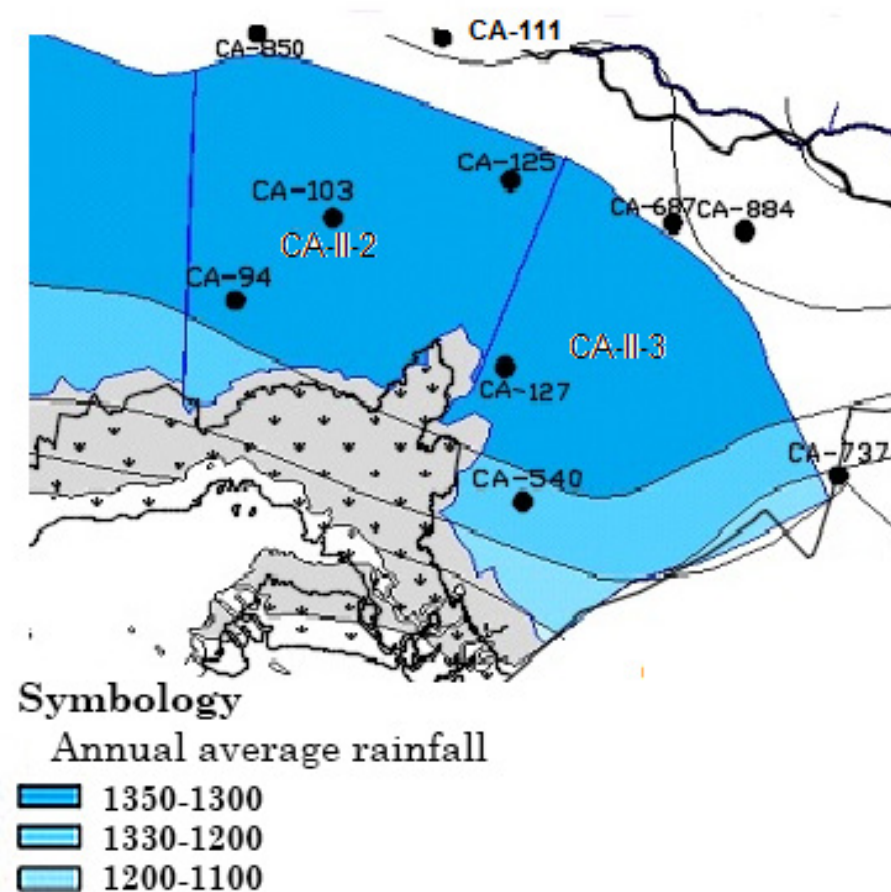 CA-850
CA-111
CA-125
CA-103
CA-687
CA-884
CA-II-2
CA-94
CA-II-3
CA-127
CA-737
CA-540
Symbology
Annual average rainfall
1350-1300
1330-1200
1200-1100